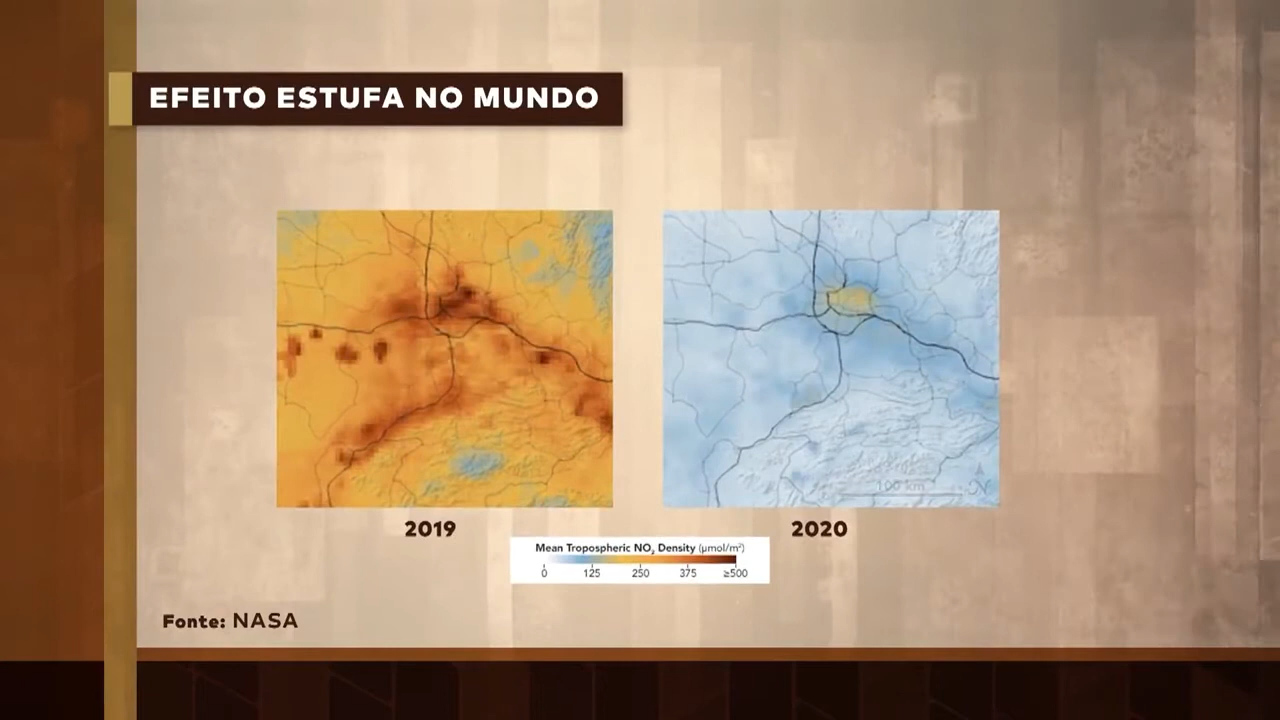 EFEITO ESTUFA NO MUNDO
100 km
N
2019
2020
Mean Tropospheric NO₂ Density (µmol/m²)
0 125 250 375 ≥500
Fonte: NASA